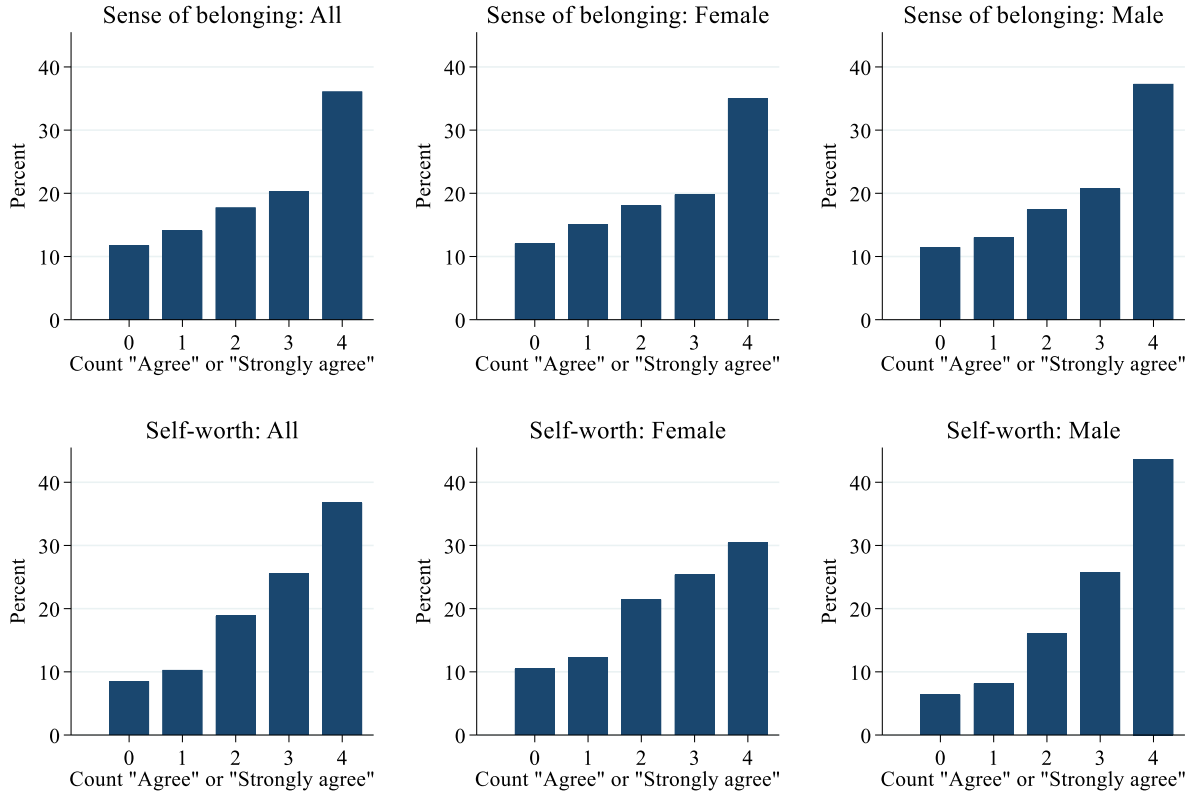 Sense of belonging: All
Percent
40
30
20
10
0
0 1 2 3 4
Count "Agree" or "Strongly agree"
Sense of belonging: Female
Percent
40
30
20
10
0
0 1 2 3 4
Count "Agree" or "Strongly agree"
Sense of belonging: Male
Percent
40
30
20
10
0
0 1 2 3 4
Count "Agree" or "Strongly agree"
Self-worth: All
Percent
40
30
20
10
0
0 1 2 3 4
Count "Agree" or "Strongly agree"
Self-worth: Female
Percent
40
30
20
10
0
0 1 2 3 4
Count "Agree" or "Strongly agree"
Self-worth: Male
Percent
40
30
20
10
0
0 1 2 3 4
Count "Agree" or "Strongly agree"